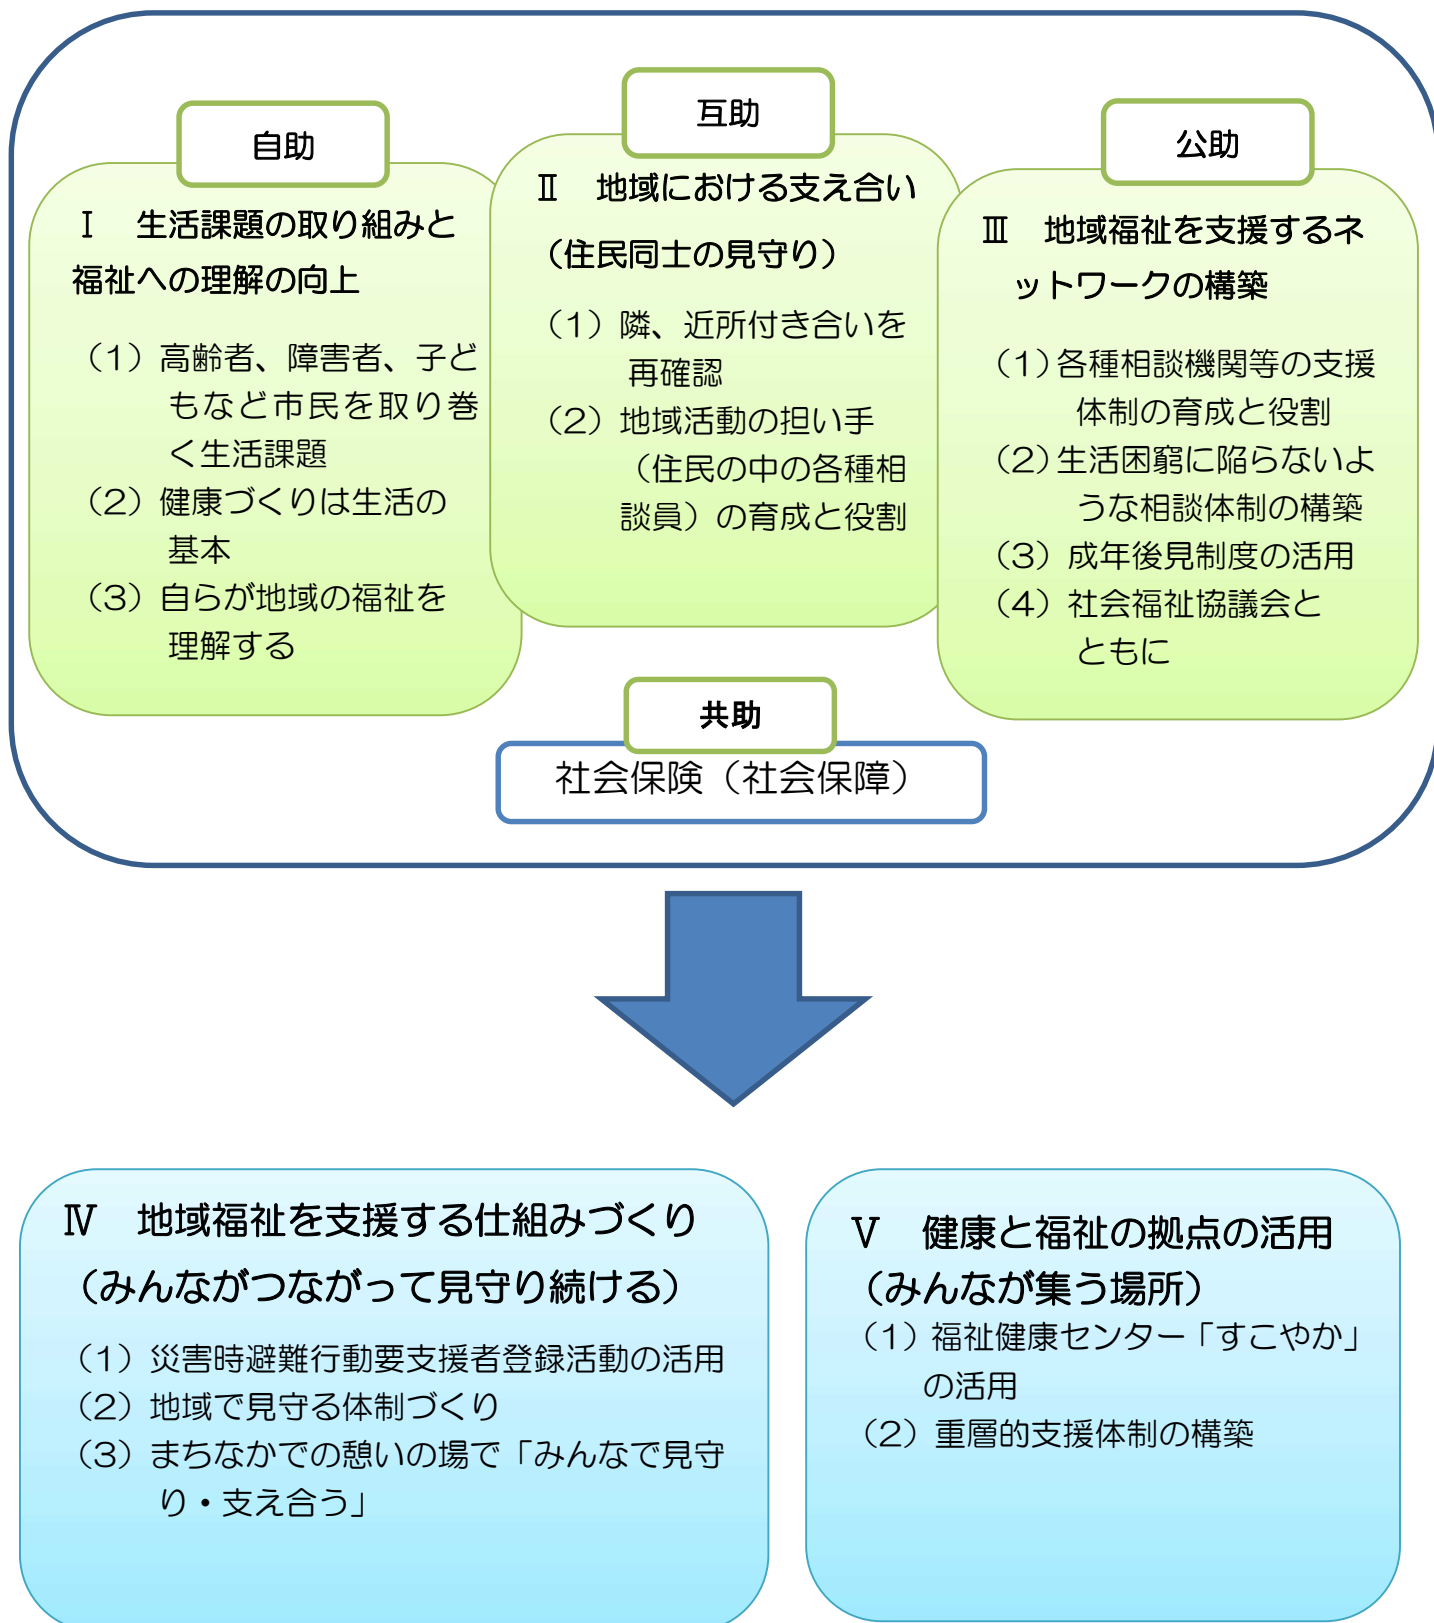 自助
Ⅰ　生活課題の取り組みと
福祉への理解の向上
（1）高齢者、障害者、子ど
もなど市民を取り巻
く生活課題
（2）健康づくりは生活の
基本
（3）自らが地域の福祉を
理解する
互助
Ⅱ　地域における支え合い
（住民同士の見守り）
（1）隣、近所付き合いを
再確認
（2）地域活動の担い手
（住民の中の各種相
談員）の育成と役割
公助
Ⅲ　地域福祉を支援するネ
ットワークの構築
（1）各種相談機関等の支援
体制の育成と役割
（2）生活困窮に陥らないよ
うな相談体制の構築
（3）成年後見制度の活用
（4）社会福祉協議会と
ともに
共助
社会保険（社会保障）
Ⅳ　地域福祉を支援する仕組みづくり
（みんながつながって見守り続ける）
（1）災害時避難行動要支援者登録活動の活用
（2）地域で見守る体制づくり
（3）まちなかでの憩いの場で「みんなで見守
り・支え合う」
Ⅴ　健康と福祉の拠点の活用
（みんなが集う場所）
（1）福祉健康センター「すこやか」
の活用
（2）重層的支援体制の構築